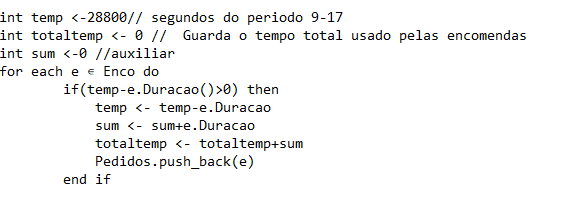 int temp <-28800// segundos do periodo 9-17
int totaltemp <- 0 //  Guarda o tempo total usado pelas encomendas
int sum <-0 //auxiliar
for each e ∈ Enco do
        if(temp-e.Duracao()>0) then
            temp <- temp-e.Duracao
            sum <- sum+e.Duracao
            totaltemp <- totaltemp+sum
            Pedidos.push_back(e)
        end if